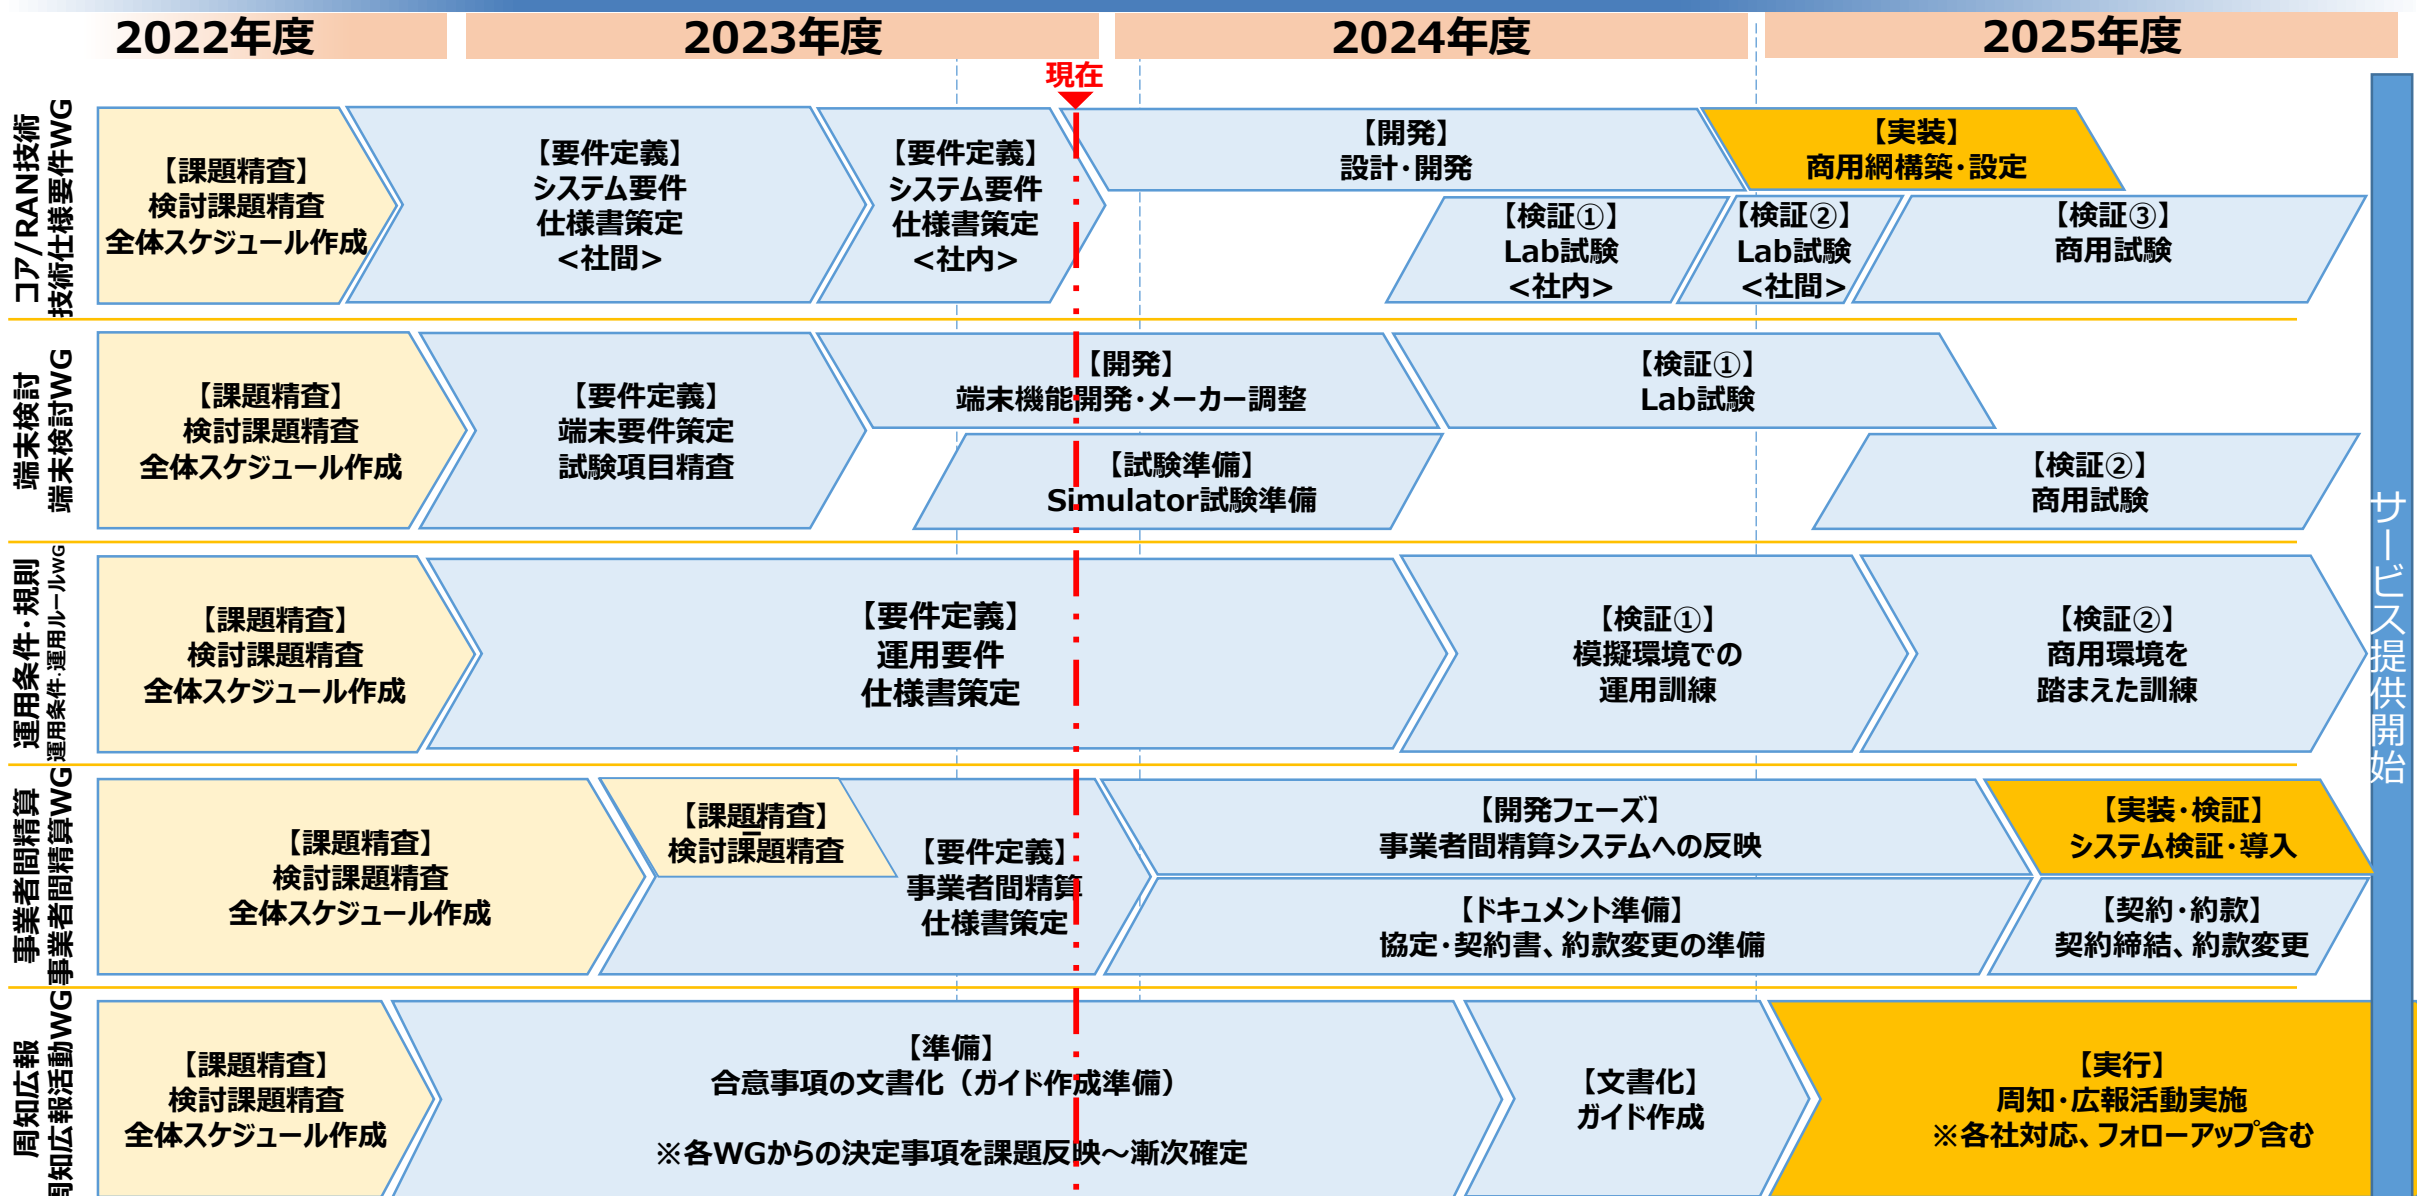 2022年度
2023年度
2024年度
2025年度
現在
コア/RAN技術
技術仕様要件WG
【課題精査】
検討課題精査
全体スケジュール作成
【要件定義】
システム要件
仕様書策定
<社間>
【要件定義】
システム要件
仕様書策定
<社内>
【開発】
設計・開発
【実装】
商用網構築・設定
【検証①】
Lab試験
<社内>
【検証②】
Lab試験
<社間>
【検証③】
商用試験
端末検討
端末検討WG
【課題精査】
検討課題精査
全体スケジュール作成
【要件定義】
端末要件策定
試験項目精査
【開発】
端末機能開発・メーカー調整
【試験準備】
Simulator試験準備
【検証①】
Lab試験
【検証②】
商用試験
運用条件・規則
運用条件・運用ルールWG
【課題精査】
検討課題精査
全体スケジュール作成
【要件定義】
運用要件
仕様書策定
【検証①】
模擬環境での
運用訓練
【検証②】
商用環境を
踏まえた訓練
事業者間精算
事業者間精算WG
【課題精査】
検討課題精査
全体スケジュール作成
【課題精査】
検討課題精査
【要件定義】
事業者間精算
仕様書策定
【開発フェーズ】
事業者間精算システムへの反映
【実装・検証】
システム検証・導入
【ドキュメント準備】
協定・契約書、約款変更の準備
【契約・約款】
契約締結、約款変更
周知広報
周知広報活動WG
【課題精査】
検討課題精査
全体スケジュール作成
【準備】
合意事項の文書化（ガイド作成準備）
※各WGからの決定事項を課題反映～漸次確定
【文書化】
ガイド作成
【実行】
周知・広報活動実施
※各社対応、フォローアップ含む
サービス提供開始